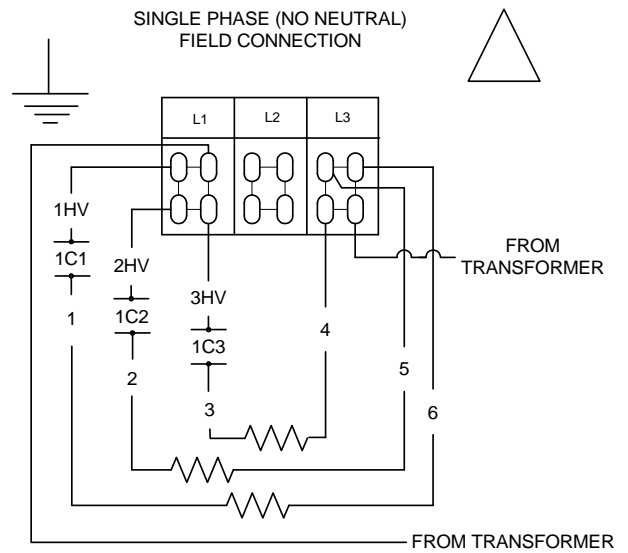 SINGLE PHASE (NO NEUTRAL)
FIELD CONNECTION
L1
L2
L3
1HV
1C1
1
2HV
1C2
2
3HV
1C3
3
4
5
6
FROM
TRANSFORMER
FROM TRANSFORMER